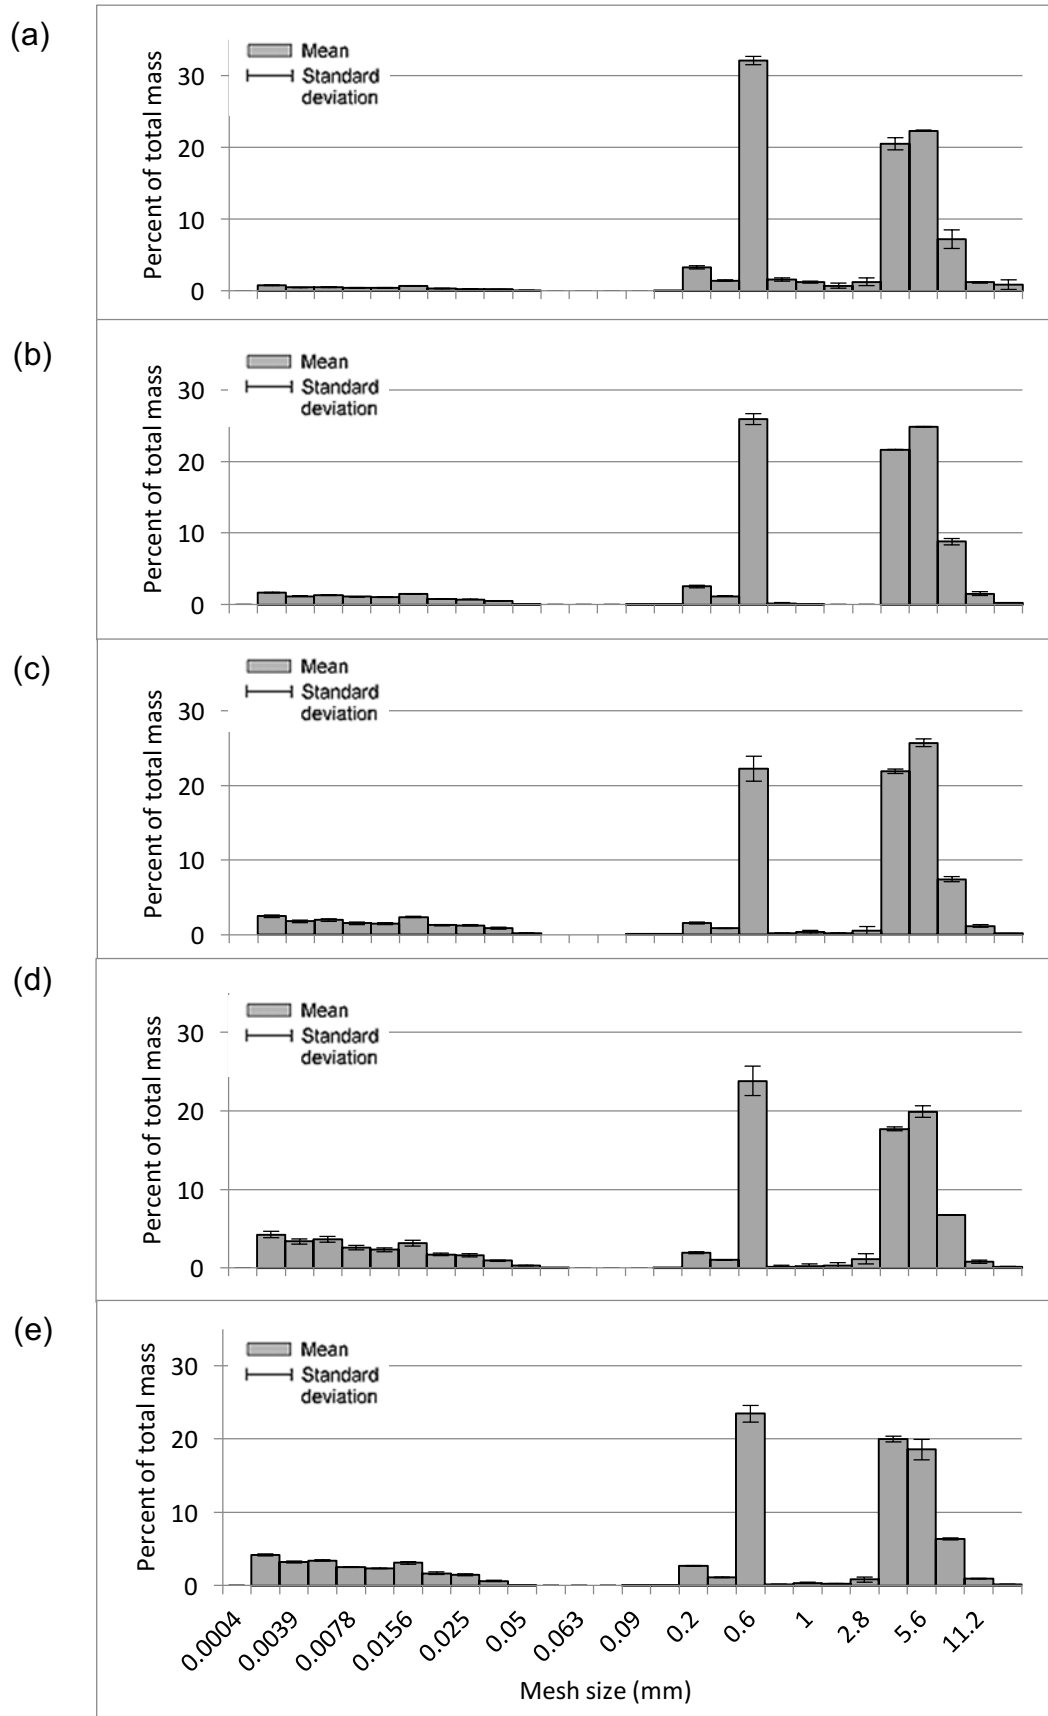 (a)
Percent of total mass
Mean
Standard
deviation
30
20
10
0
(b)
Percent of total mass
Mean
Standard
deviation
30
20
10
0
(c)
Percent of total mass
Mean
Standard
deviation
30
20
10
0
(d)
Percent of total mass
Mean
Standard
deviation
30
20
10
0
(e)
Percent of total mass
Mean
Standard
deviation
30
20
10
0
0.0004 0.0039 0.0078 0.0156 0.025 0.05 0.063 0.09 0.2 0.6 1 2.8 5.6 11.2
Mesh size (mm)